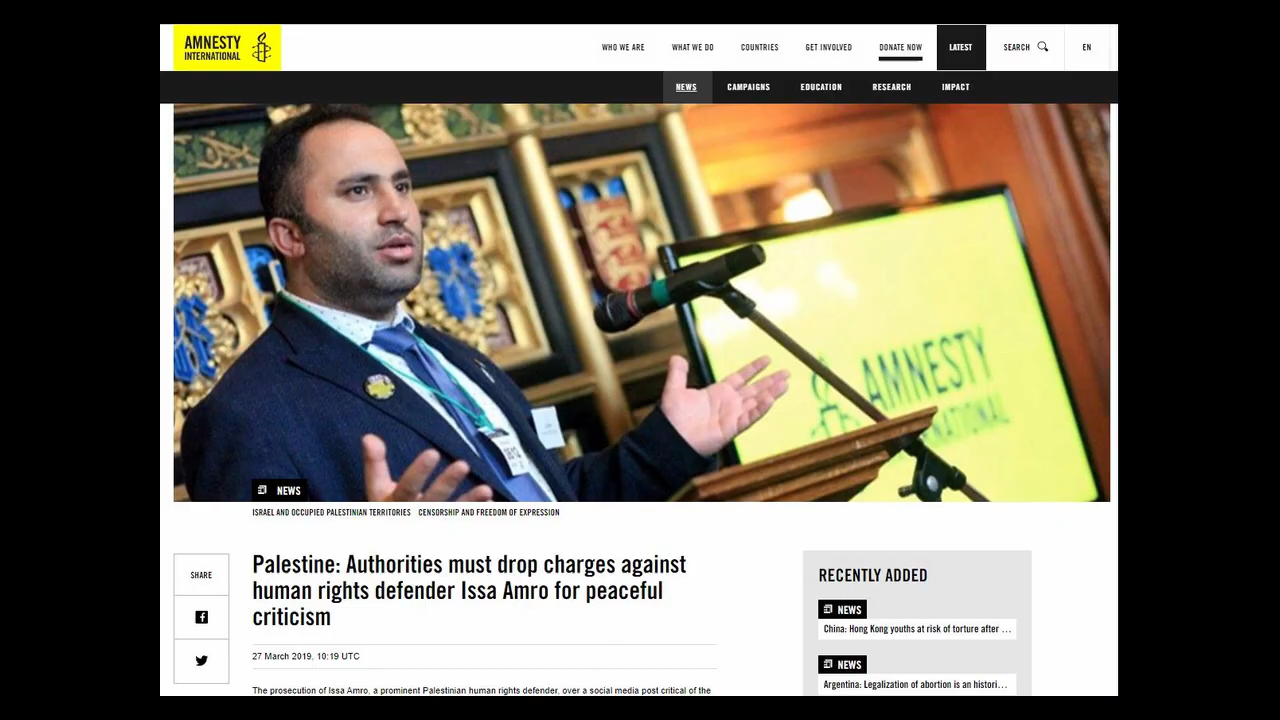 AMNESTY
INTERNATIONAL
WHO WE ARE
WHAT WE DO
COUNTRIES
GET INVOLVED
DONATE NOW
LATEST
SEARCH
EN
NEWS
CAMPAIGNS
EDUCATION
RESEARCH
IMPACT
AMNESTY
NEWS
ISRAEL AND OCCUPIED PALESTINIAN TERRITORIES CENSORSHIP AND FREEDOM OF EXPRESSION
SHARE
Palestine: Authorities must drop charges against
human rights defender Issa Amro for peaceful
criticism
27 March 2019, 10:19 UTC
The prosecution of Issa Amro, a prominent Palestinian human rights defender, over a social media post critical of the
RECENTLY ADDED
NEWS
China: Hong Kong youths at risk of torture after ...
NEWS
Argentina: Legalization of abortion is an histori...